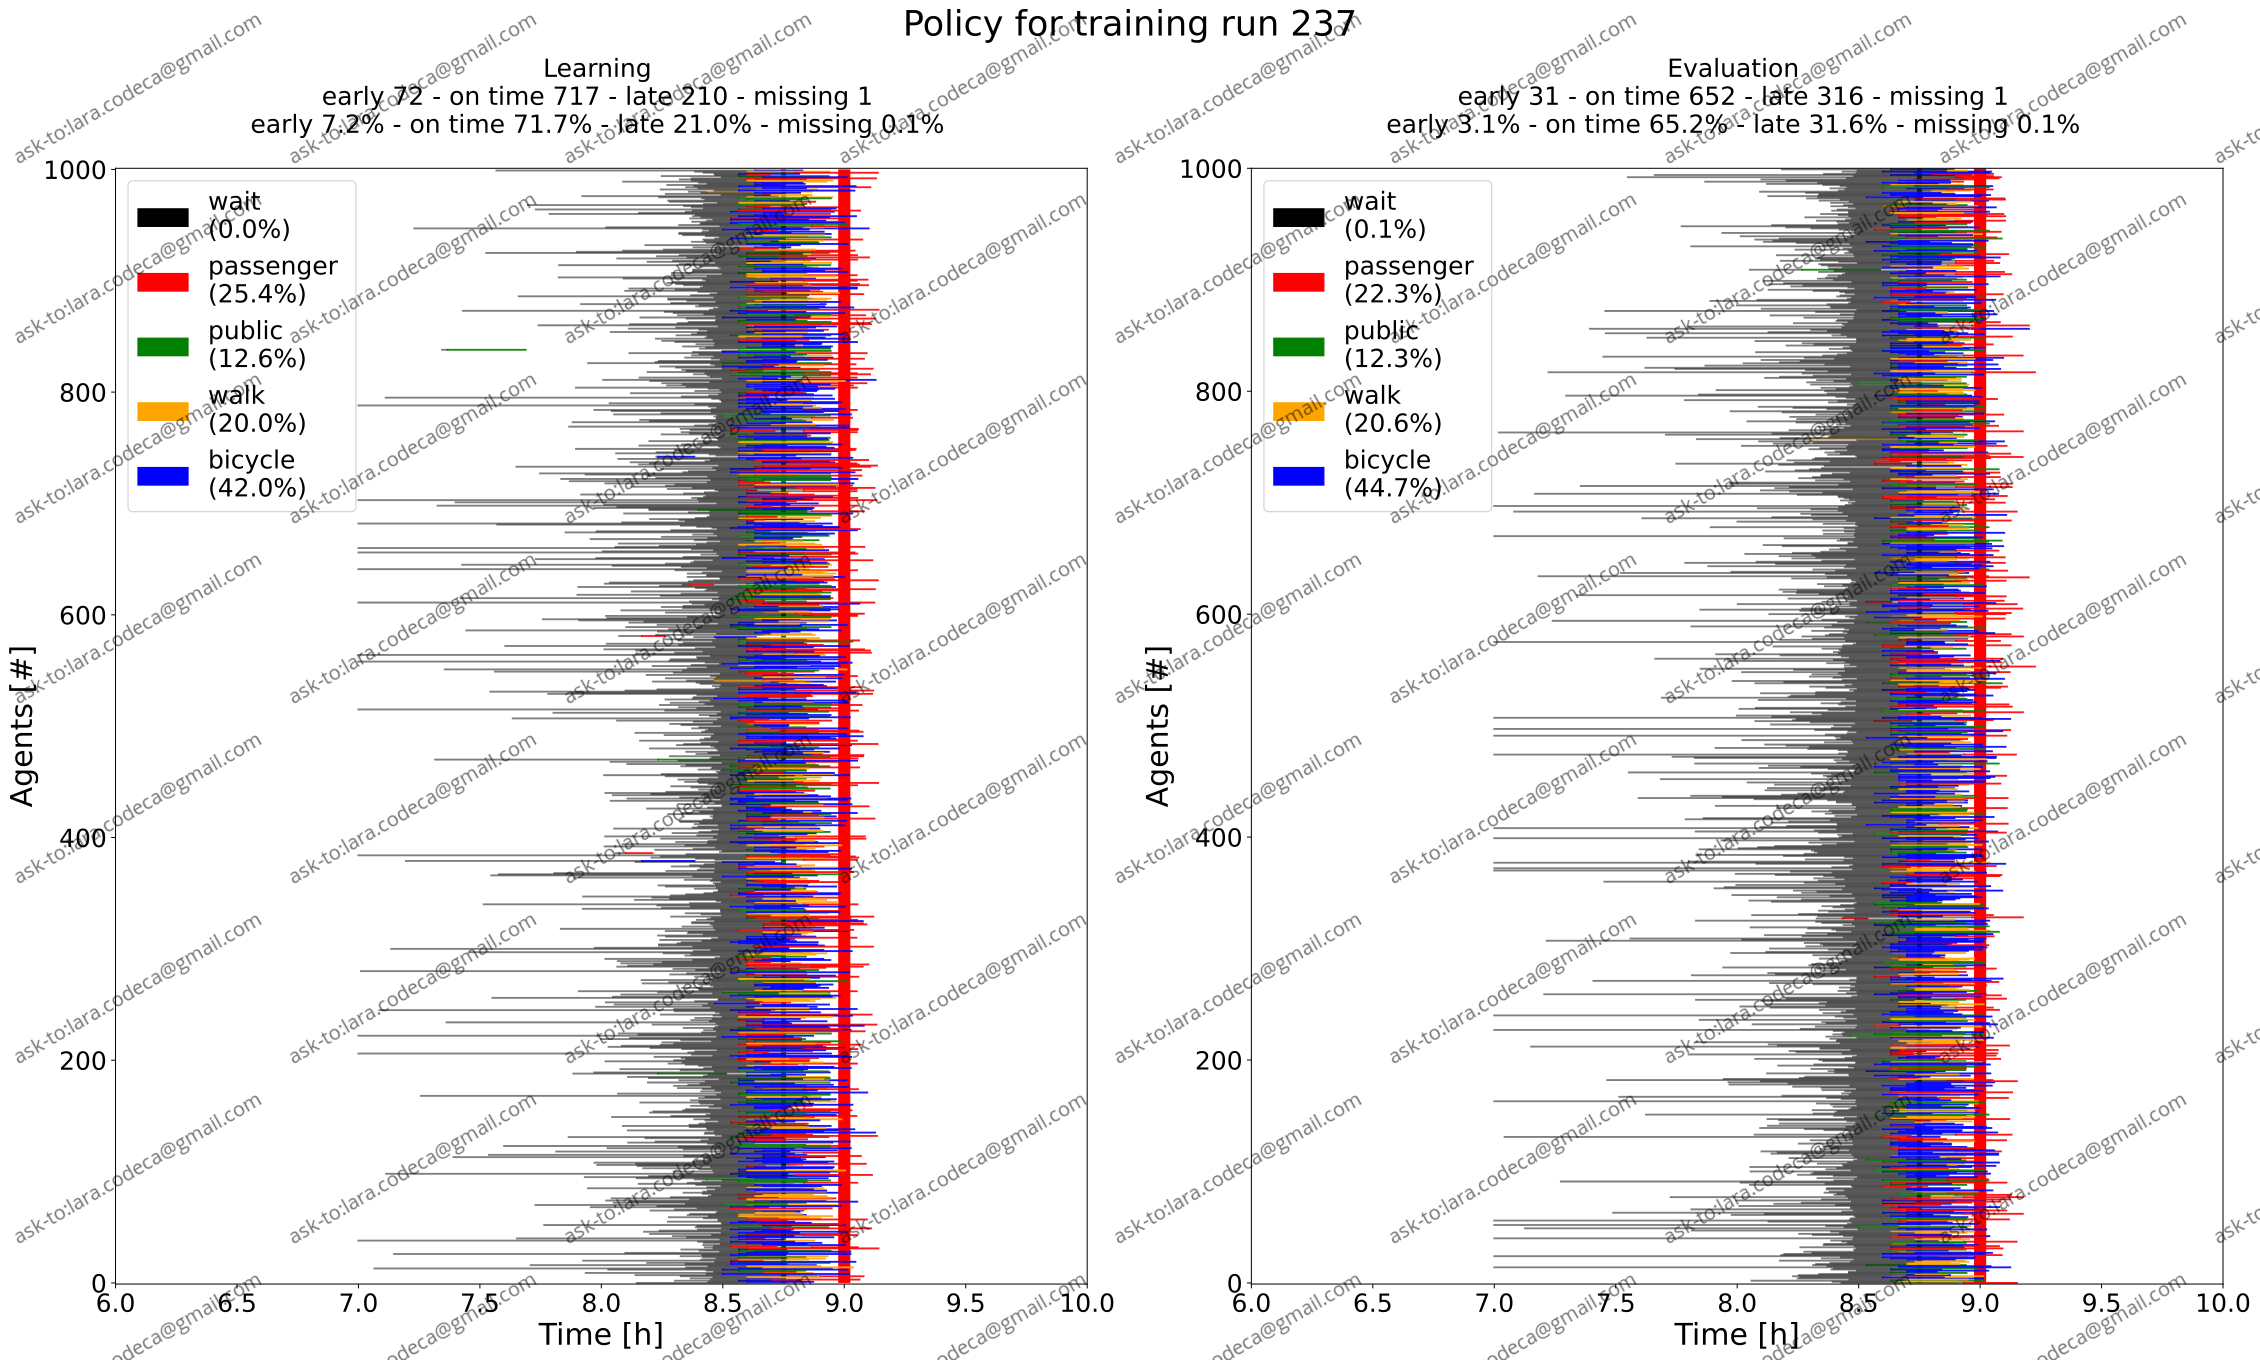 Policy for training run 237
Learning
early 72 - on time 717 - late 210 - missing 1
early 7.2% - on time 71.7% - late 21.0% - missing 0.1%
1000
800
600
400
200
0
Agents [#]
wait
(0.0%)
passenger
(25.4%)
public
(12.6%)
walk
(20.0%)
bicycle
(42.0%)
6.0 6.5 7.0 7.5 8.0 8.5 9.0 9.5 10.0
Time [h]
Evaluation
early 31 - on time 652 - late 316 - missing 1
early 3.1% - on time 65.2% - late 31.6% - missing 0.1%
1000
800
600
400
200
0
Agents [#]
wait
(0.1%)
passenger
(22.3%)
public
(12.3%)
walk
(20.6%)
bicycle
(44.7%)
6.0 6.5 7.0 7.5 8.0 8.5 9.0 9.5 10.0
Time [h]
ask-to:lara.codeca@gmail.com